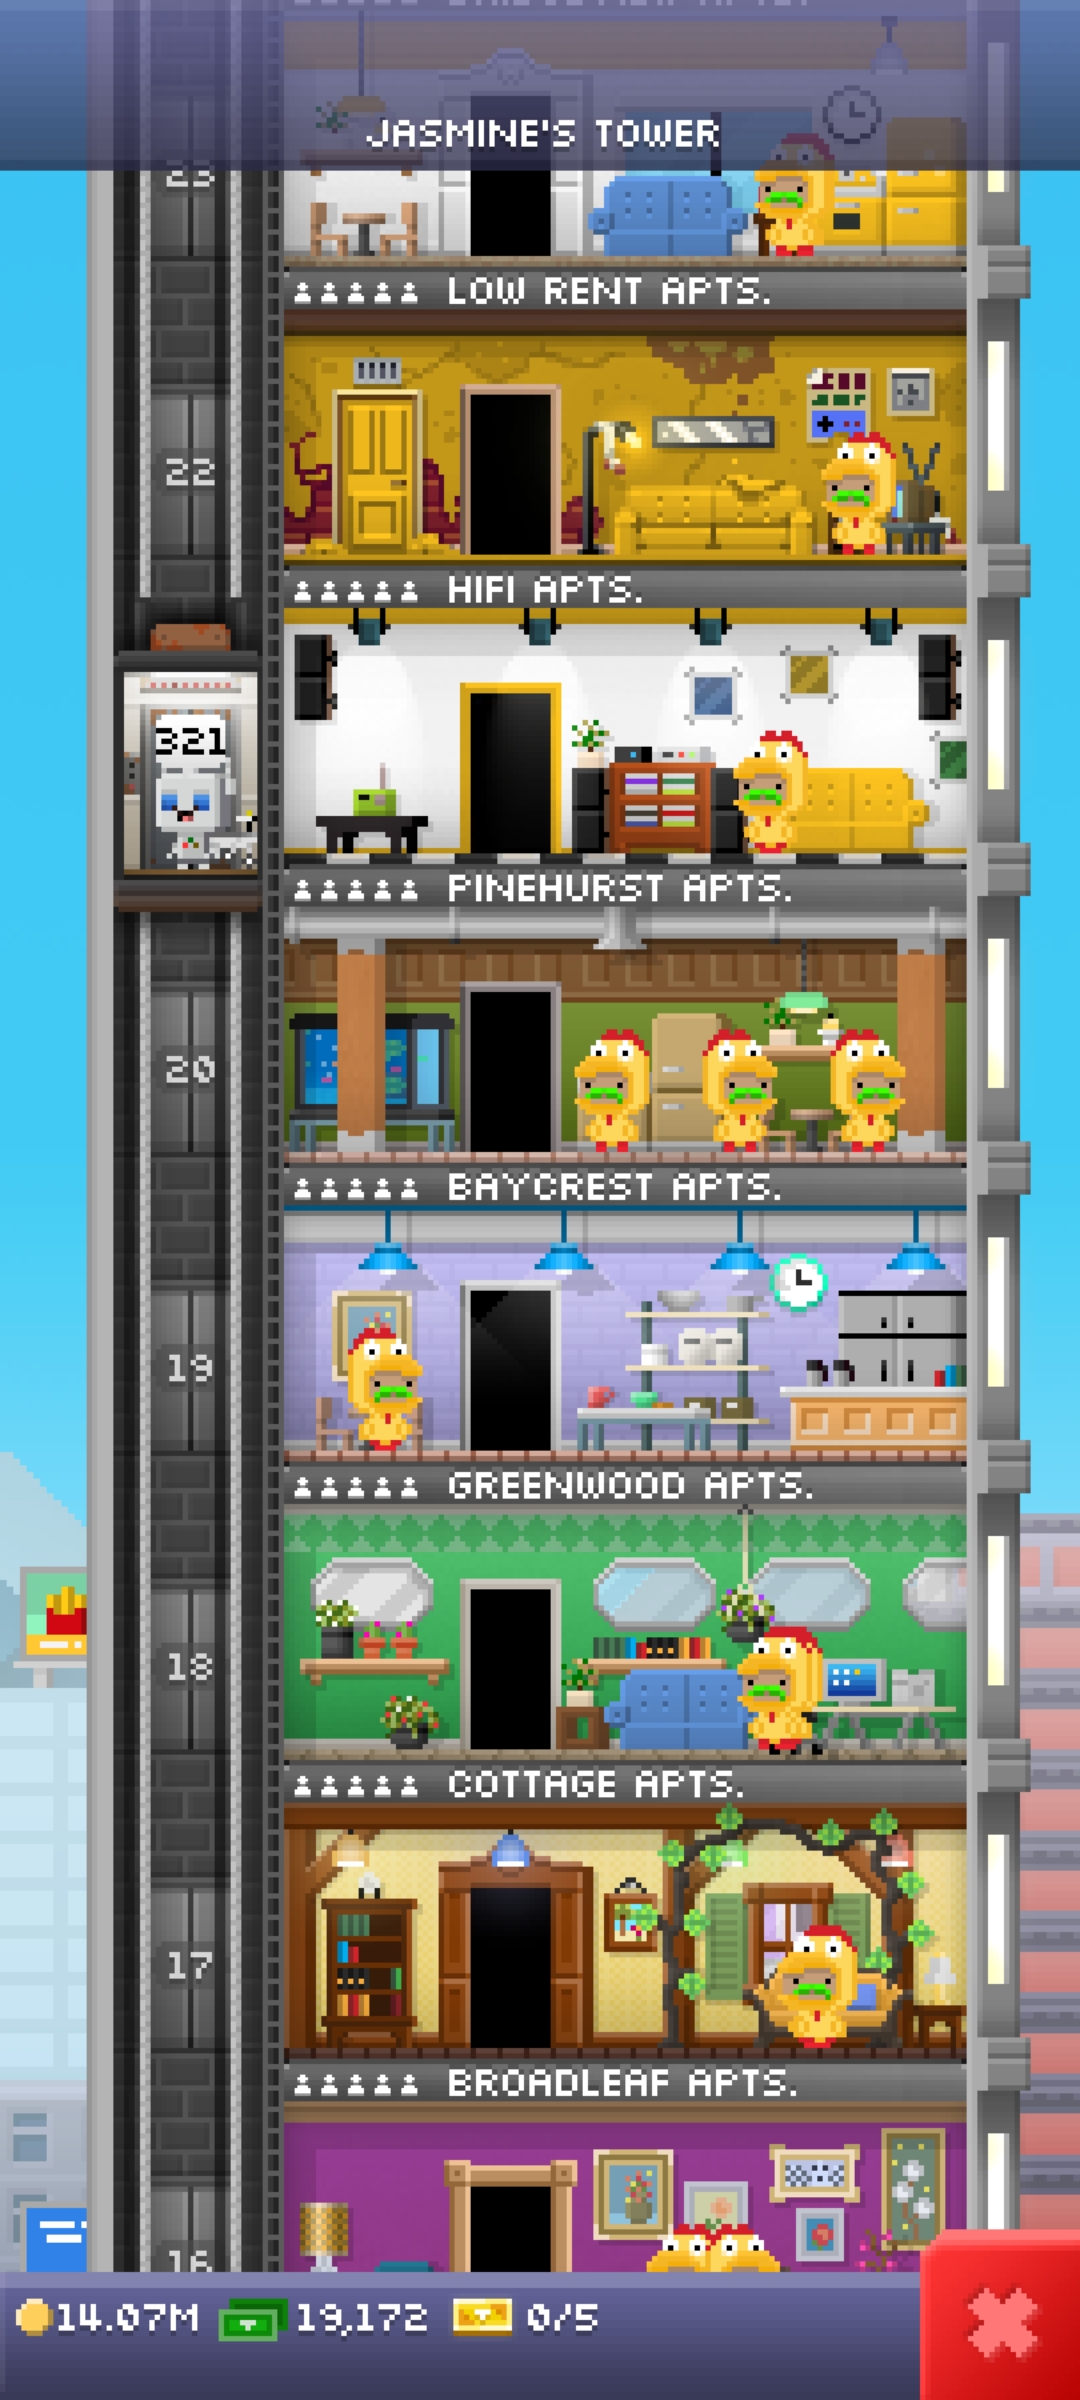 JASMINE'S TOWER
23
LOW RENT APTS.
22
HIFI APTS.
321
PINEHURST APTS.
20
BAYCREST APTS.
19
GREENWOOD APTS.
18
COTTAGE APTS.
17
BROADLEAF APTS.
16
14.07M 19,172 0/5